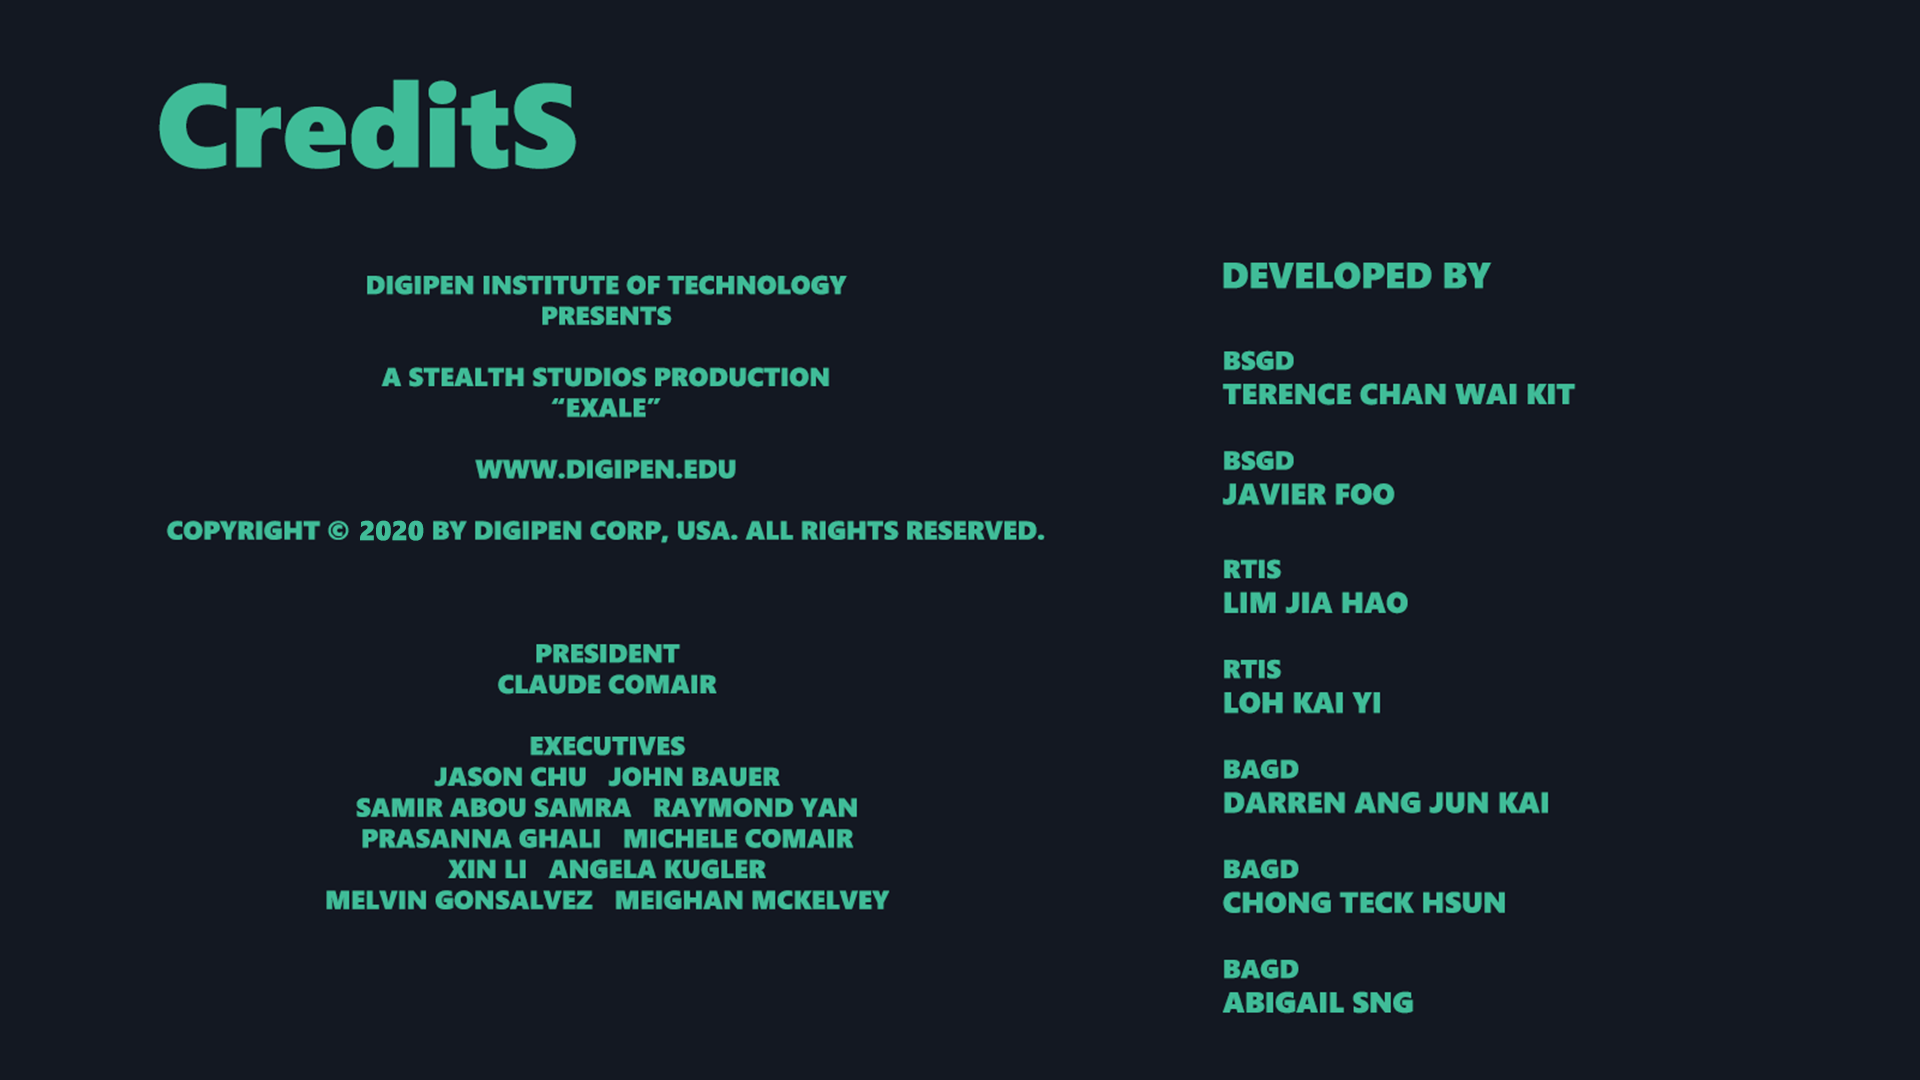 CreditS
DIGIPEN INSTITUTE OF TECHNOLOGY
PRESENTS
A STEALTH STUDIOS PRODUCTION
“EXALE”
WWW.DIGIPEN.EDU
COPYRIGHT © 2020 BY DIGIPEN CORP, USA. ALL RIGHTS RESERVED.
PRESIDENT
CLAUDE COMAIR
EXECUTIVES
JASON CHU JOHN BAUER
SAMIR ABOU SAMRA RAYMOND YAN
PRASANNA GHALI MICHELE COMAIR
XIN LI ANGELA KUGLER
MELVIN GONSALVEZ MEIGHAN MCKELVEY
DEVELOPED BY
BSGD
TERENCE CHAN WAI KIT
BSGD
JAVIER FOO
RTIS
LIM JIA HAO
RTIS
LOH KAI YI
BAGD
DARREN ANG JUN KAI
BAGD
CHONG TECK HSUN
BAGD
ABIGAIL SNG